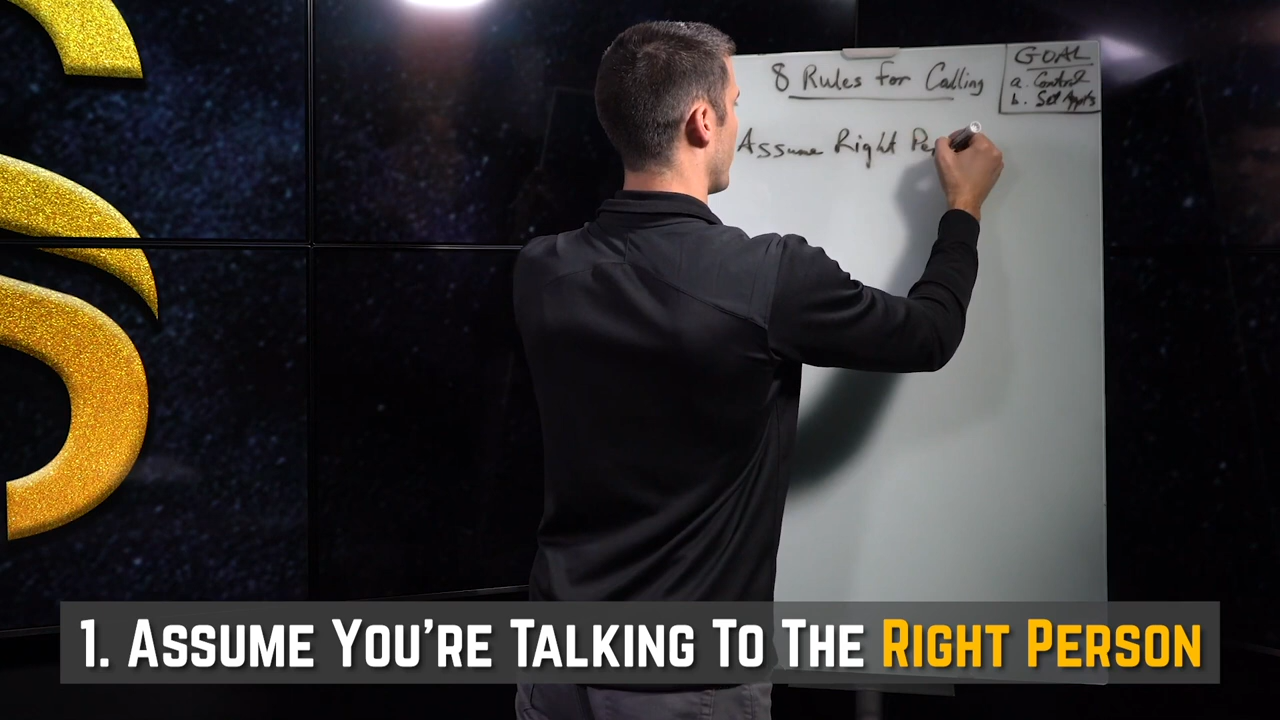 8 Rules For Calling
GOAL
a. Control
b. Set Appts
Assume Right Pe
1. ASSUME YOU'RE TALKING TO THE RIGHT PERSON